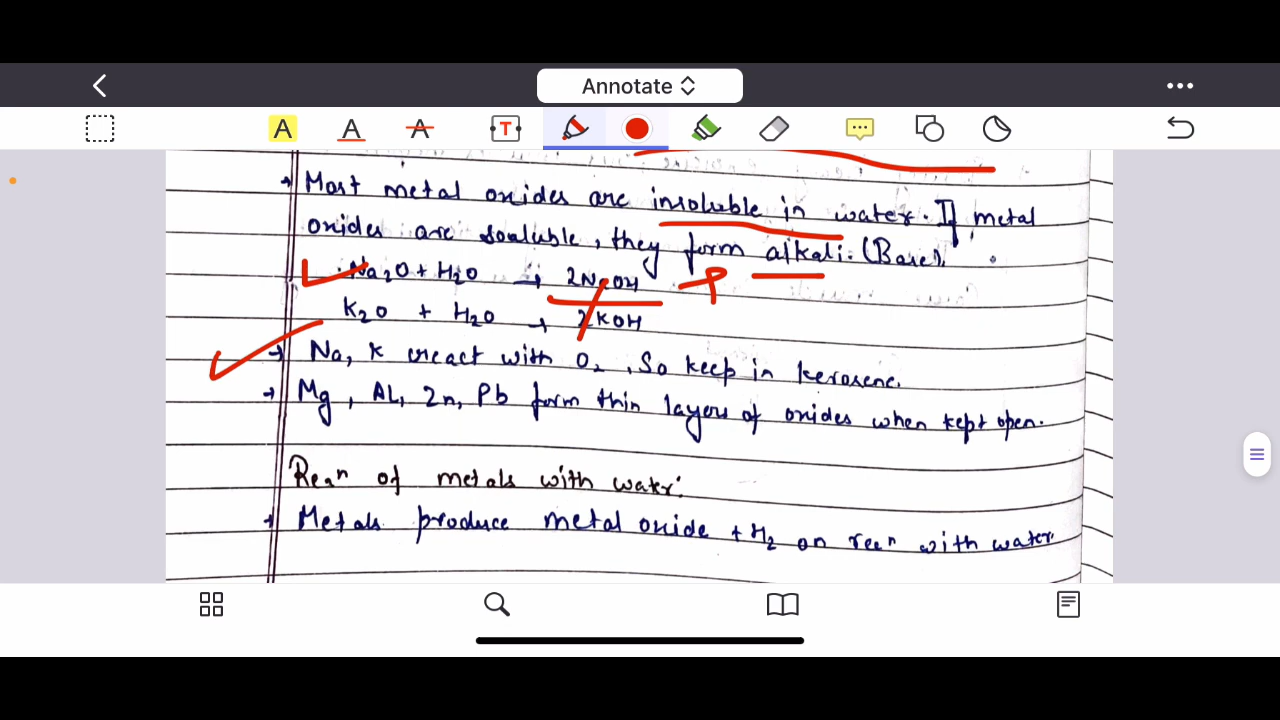 Annotate
A A A T
Most metal oxides are insoluble in water. If metal
oxides are soaluble, they form alkali. (Base).
Na₂O + H₂O → 2NaOH
K₂O + H₂O → 2KOH
→ Na, K react with O₂, So keep in kerosene.
→ Mg, AL, Zn, Pb form thin layers of oxides when kept open.
Reaⁿ of metals with water:
→ Metals produce metal oxide + H₂ on reaⁿ with water